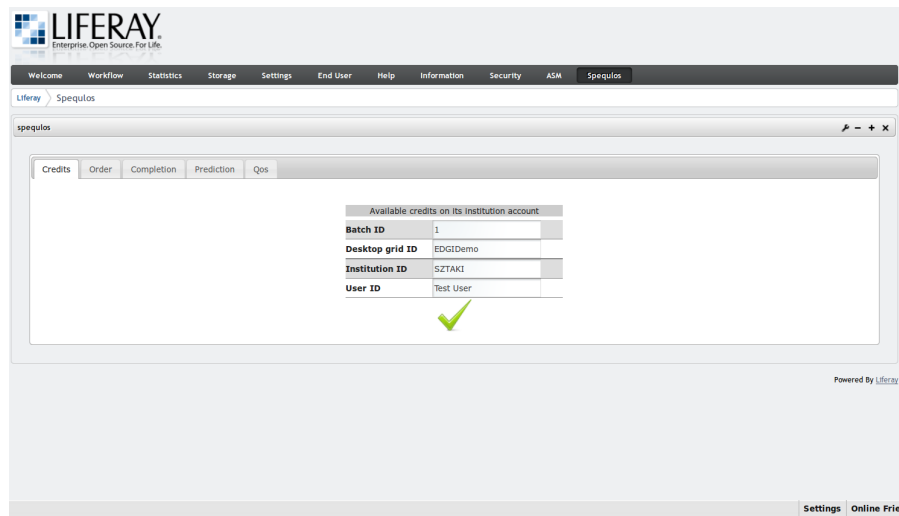 LIFERAY.
Enterprise. Open Source. For Life.
Welcome Workflow Statistics Storage Settings End User Help Information Security ASM Spequlos
Liferay Spequlos
spequlos
Credits Order Completion Prediction Qos
Available credits on its institution account
Batch ID 1
Desktop grid ID EDGIDemo
Institution ID SZTAKI
User ID Test User
Powered By Liferay
Settings Online Frie